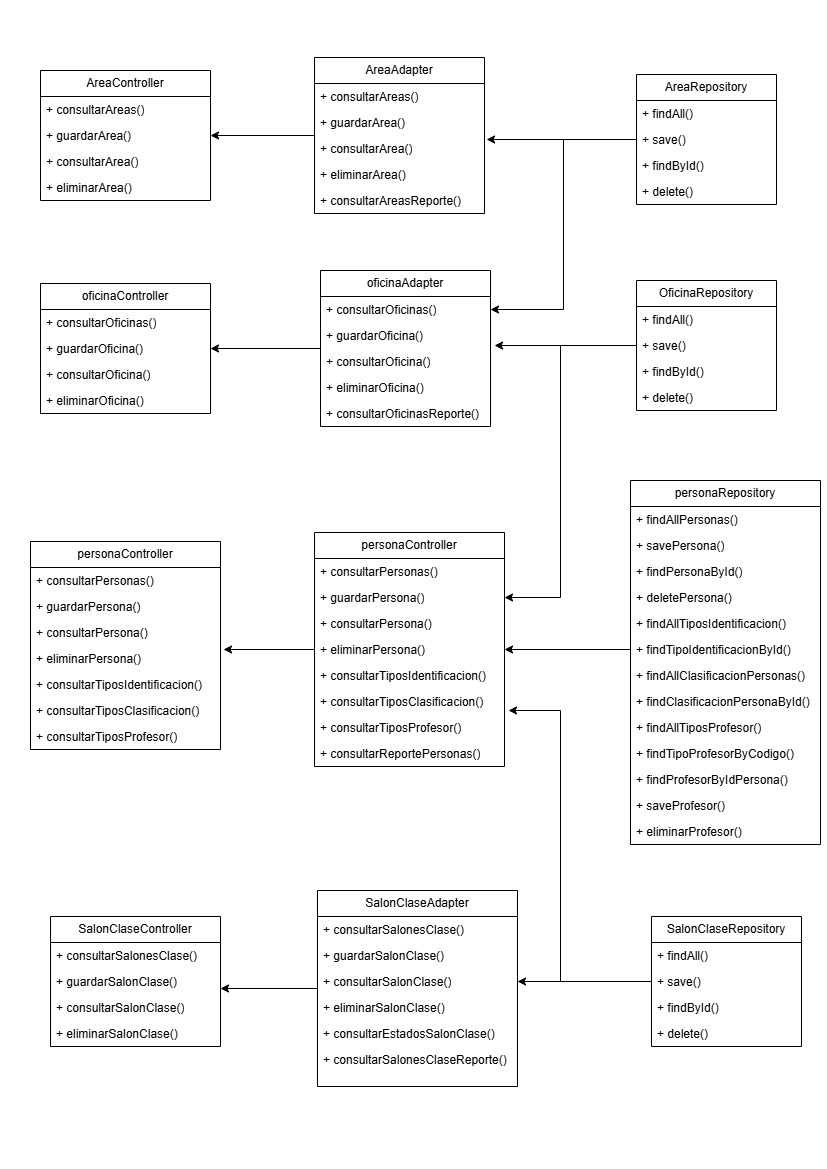 AreaController
+ consultarAreas()
+ guardarArea()
+ consultarArea()
+ eliminarArea()
AreaAdapter
+ consultarAreas()
+ guardarArea()
+ consultarArea()
+ eliminarArea()
+ consultarAreasReporte()
AreaRepository
+ findAll()
+ save()
+ findById()
+ delete()
oficinaController
+ consultarOficinas()
+ guardarOficina()
+ consultarOficina()
+ eliminarOficina()
oficinaAdapter
+ consultarOficinas()
+ guardarOficina()
+ consultarOficina()
+ eliminarOficina()
+ consultarOficinasReporte()
OficinaRepository
+ findAll()
+ save()
+ findById()
+ delete()
personaController
+ consultarPersonas()
+ guardarPersona()
+ consultarPersona()
+ eliminarPersona()
+ consultarTiposIdentificacion()
+ consultarTiposClasificacion()
+ consultarTiposProfesor()
personaController
+ consultarPersonas()
+ guardarPersona()
+ consultarPersona()
+ eliminarPersona()
+ consultarTiposIdentificacion()
+ consultarTiposClasificacion()
+ consultarTiposProfesor()
+ consultarReportePersonas()
personaRepository
+ findAllPersonas()
+ savePersona()
+ findPersonaById()
+ deletePersona()
+ findAllTiposIdentificacion()
+ findTipoIdentificacionById()
+ findAllClasificacionPersonas()
+ findClasificacionPersonaById()
+ findAllTiposProfesor()
+ findTipoProfesorByCodigo()
+ findProfesorByIdPersona()
+ saveProfesor()
+ eliminarProfesor()
SalonClaseController
+ consultarSalonesClase()
+ guardarSalonClase()
+ consultarSalonClase()
+ eliminarSalonClase()
SalonClaseAdapter
+ consultarSalonesClase()
+ guardarSalonClase()
+ consultarSalonClase()
+ eliminarSalonClase()
+ consultarEstadosSalonClase()
+ consultarSalonesClaseReporte()
SalonClaseRepository
+ findAll()
+ save()
+ findById()
+ delete()